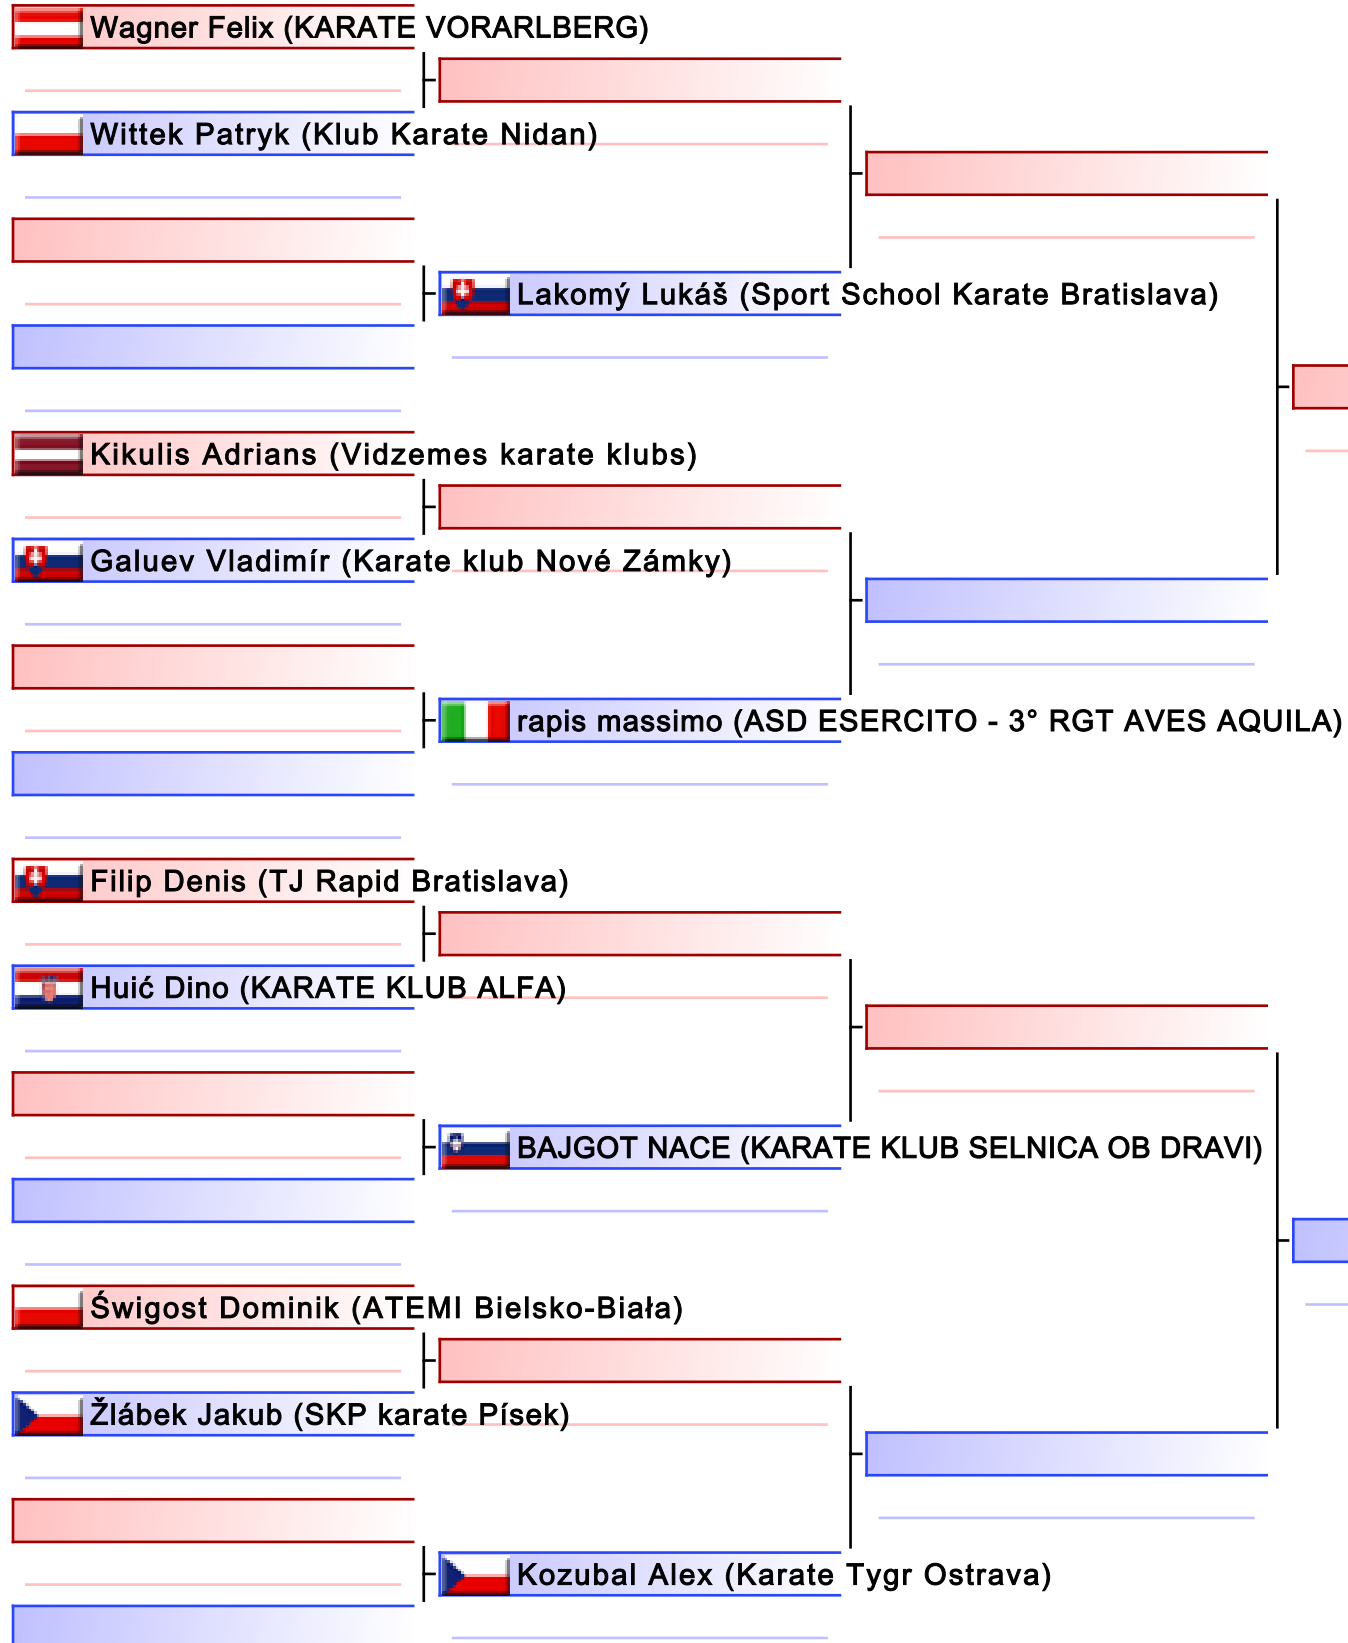 Wagner Felix (KARATE VORARLBERG)
Wittek Patryk (Klub Karate Nidan)
Lakomý Lukáš (Sport School Karate Bratislava)
Kikulis Adrians (Vidzemes karate klubs)
Galuev Vladimír (Karate klub Nové Zámky)
rapis massimo (ASD ESERCITO - 3° RGT AVES AQUILA)
Filip Denis (TJ Rapid Bratislava)
Huić Dino (KARATE KLUB ALFA)
BAJGOT NACE (KARATE KLUB SELNICA OB DRAVI)
Świgost Dominik (ATEMI Bielsko-Biała)
Žlábek Jakub (SKP karate Písek)
Kozubal Alex (Karate Tygr Ostrava)